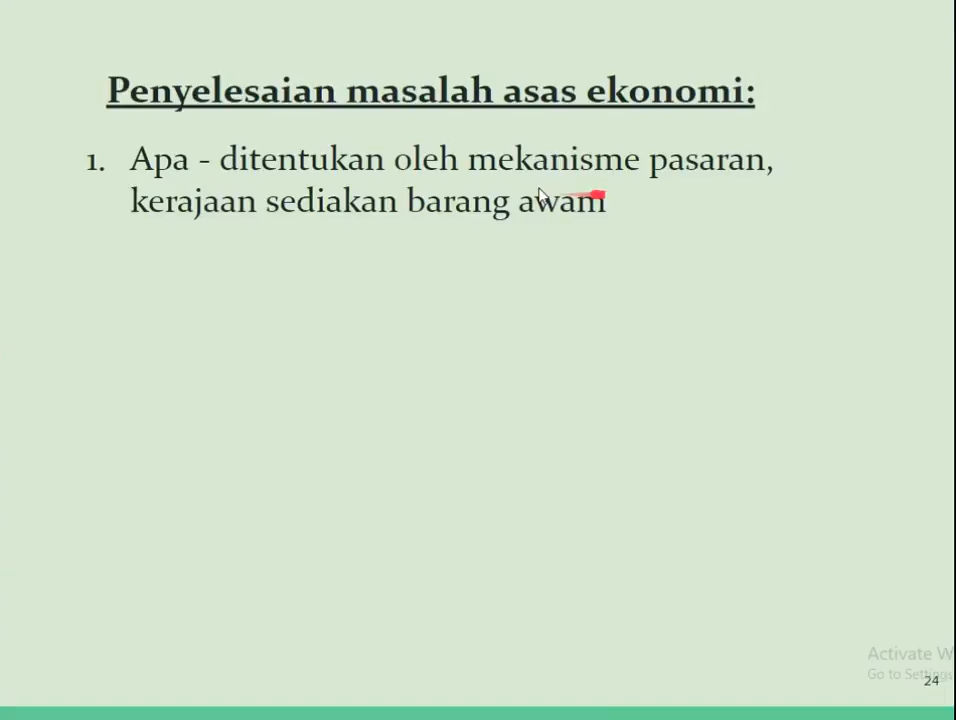 Penyelesaian masalah asas ekonomi:
1. Apa - ditentukan oleh mekanisme pasaran,
kerajaan sediakan barang awam
Activate W
Go to Settings
24